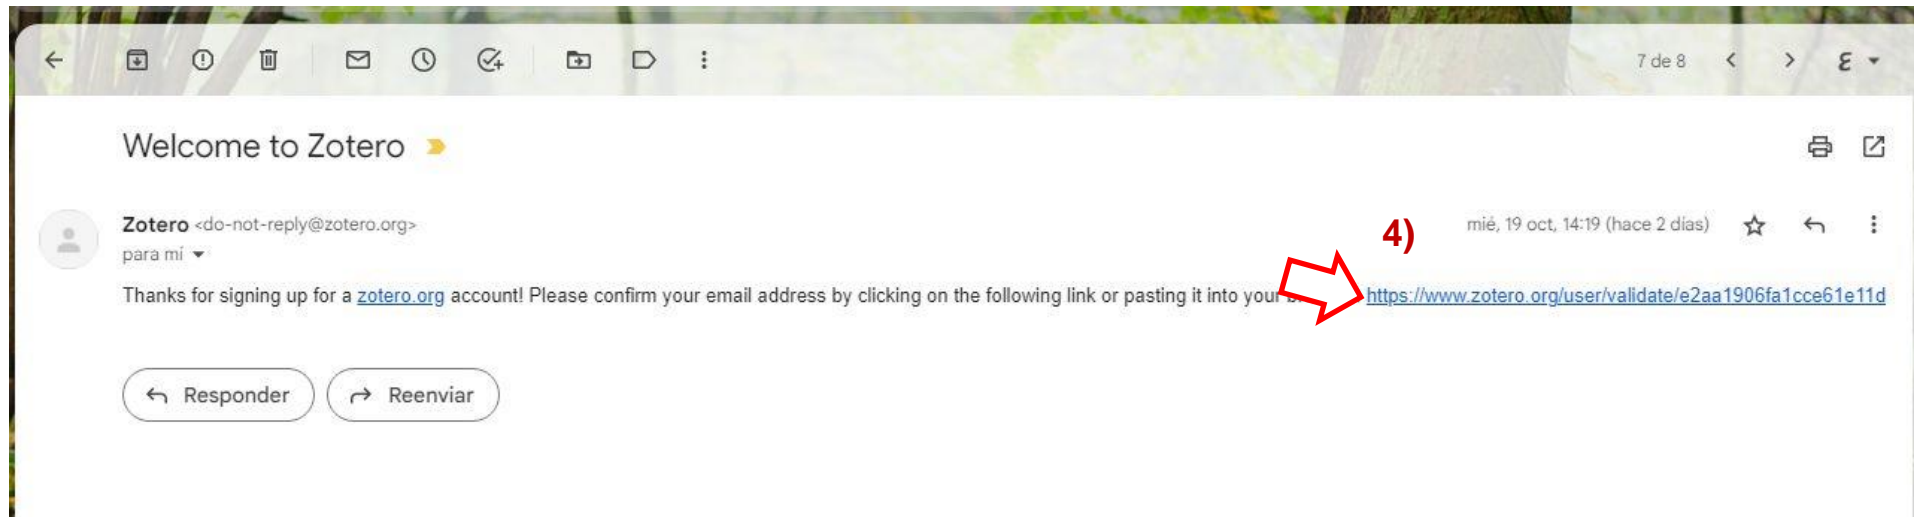 7 de 8
Welcome to Zotero
Zotero <do-not-reply@zotero.org>
4)
mié, 19 oct, 14:19 (hace 2 días)
para mí
Thanks for signing up for a zotero.org account! Please confirm your email address by clicking on the following link or pasting it into your https://www.zotero.org/user/validate/e2aa1906fa1cce61e11d
Responder
Reenviar